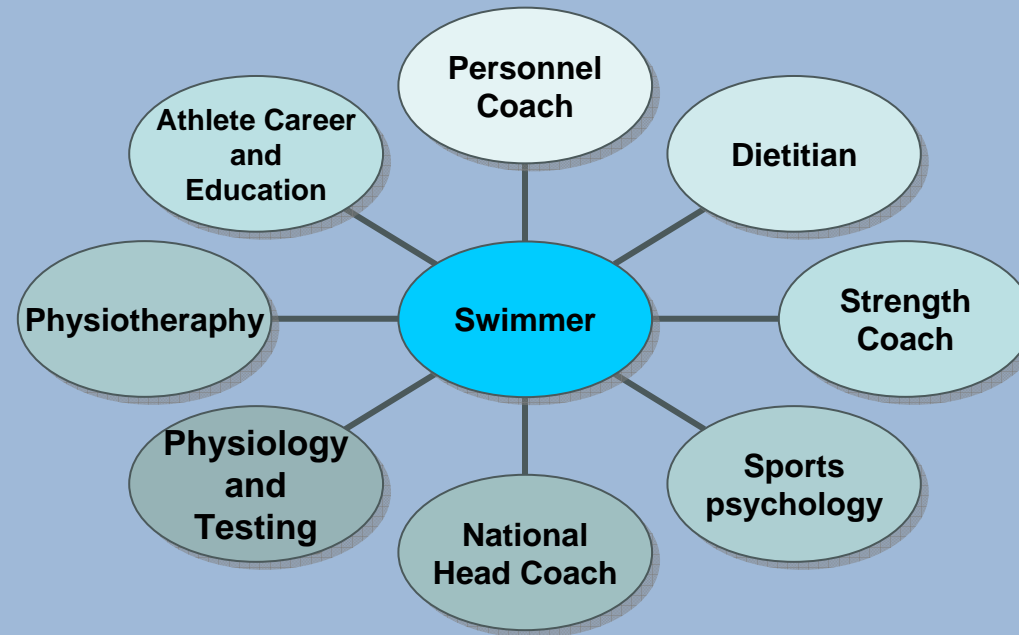 Personnel
Coach
Dietitian
Strength
Coach
Sports
psychology
National
Head Coach
Physiology
and
Testing
Physiotheraphy
Athlete Career
and
Education
Swimmer